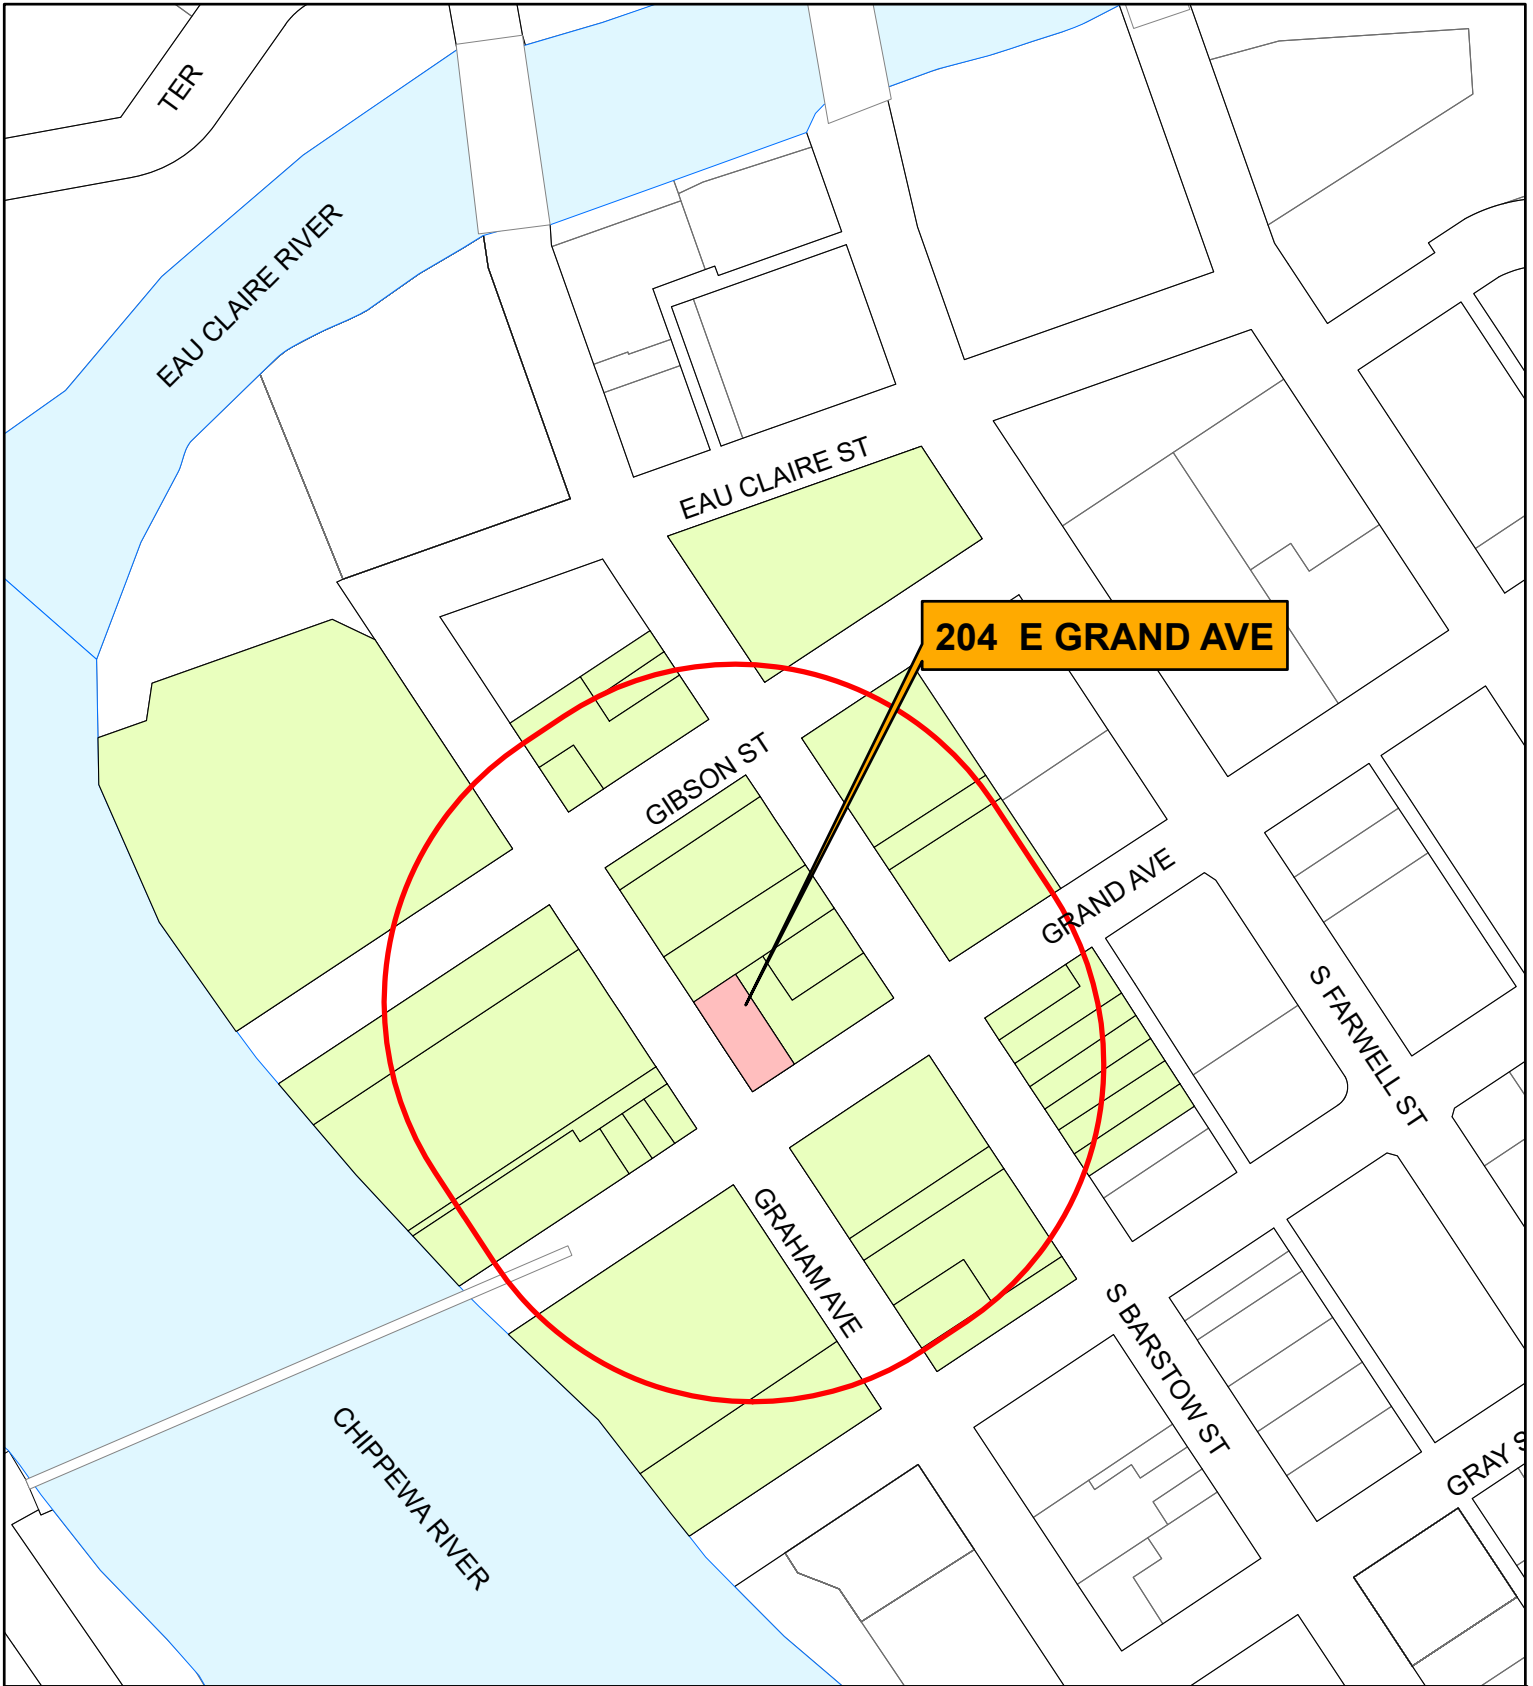 TER
EAU CLAIRE RIVER
EAU CLAIRE ST
204 E GRAND AVE
GIBSON ST
GRAND AVE
S FARWELL ST
GRAHAM AVE
S BARSTOW ST
CHIPPEWA RIVER
GRAY S